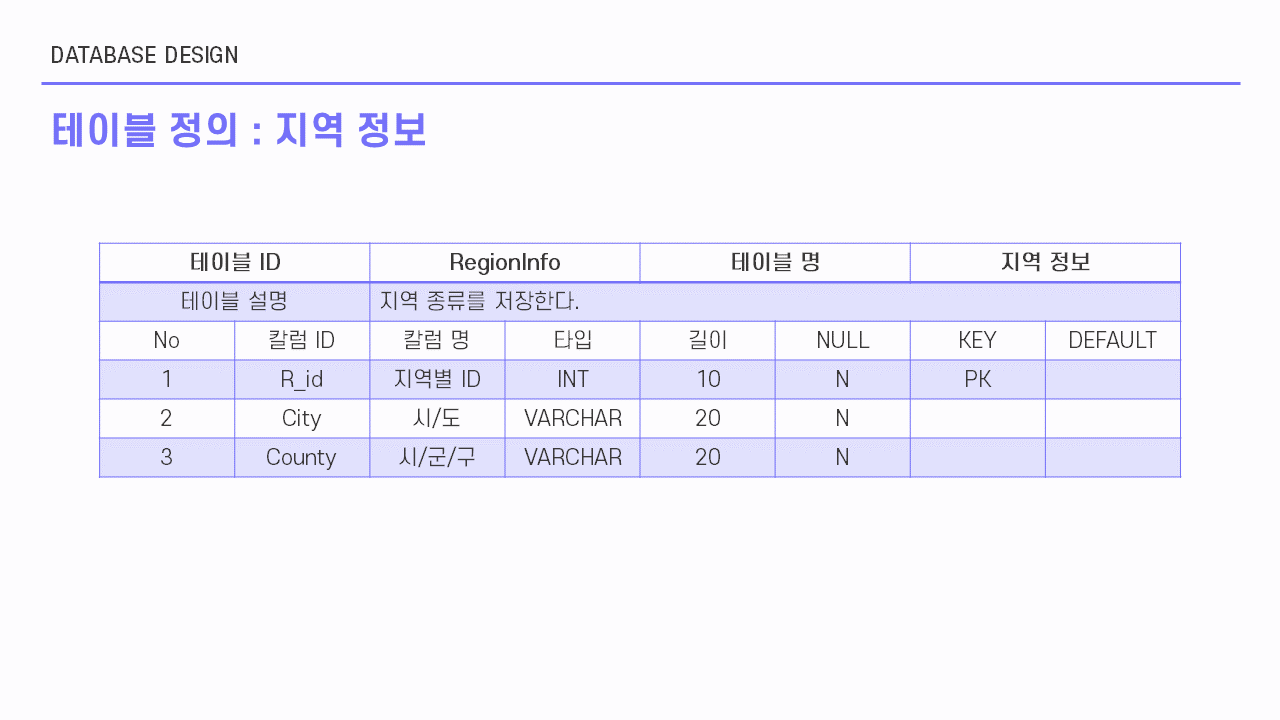 DATABASE DESIGN
테이블 정의 : 지역 정보
테이블 ID RegionInfo 테이블 명 지역 정보
테이블 설명 지역 종류를 저장한다.
No 칼럼 ID 칼럼 명 타입 길이 NULL KEY DEFAULT
1 R_id 지역별 ID INT 10 N PK
2 City 시/도 VARCHAR 20 N
3 County 시/군/구 VARCHAR 20 N